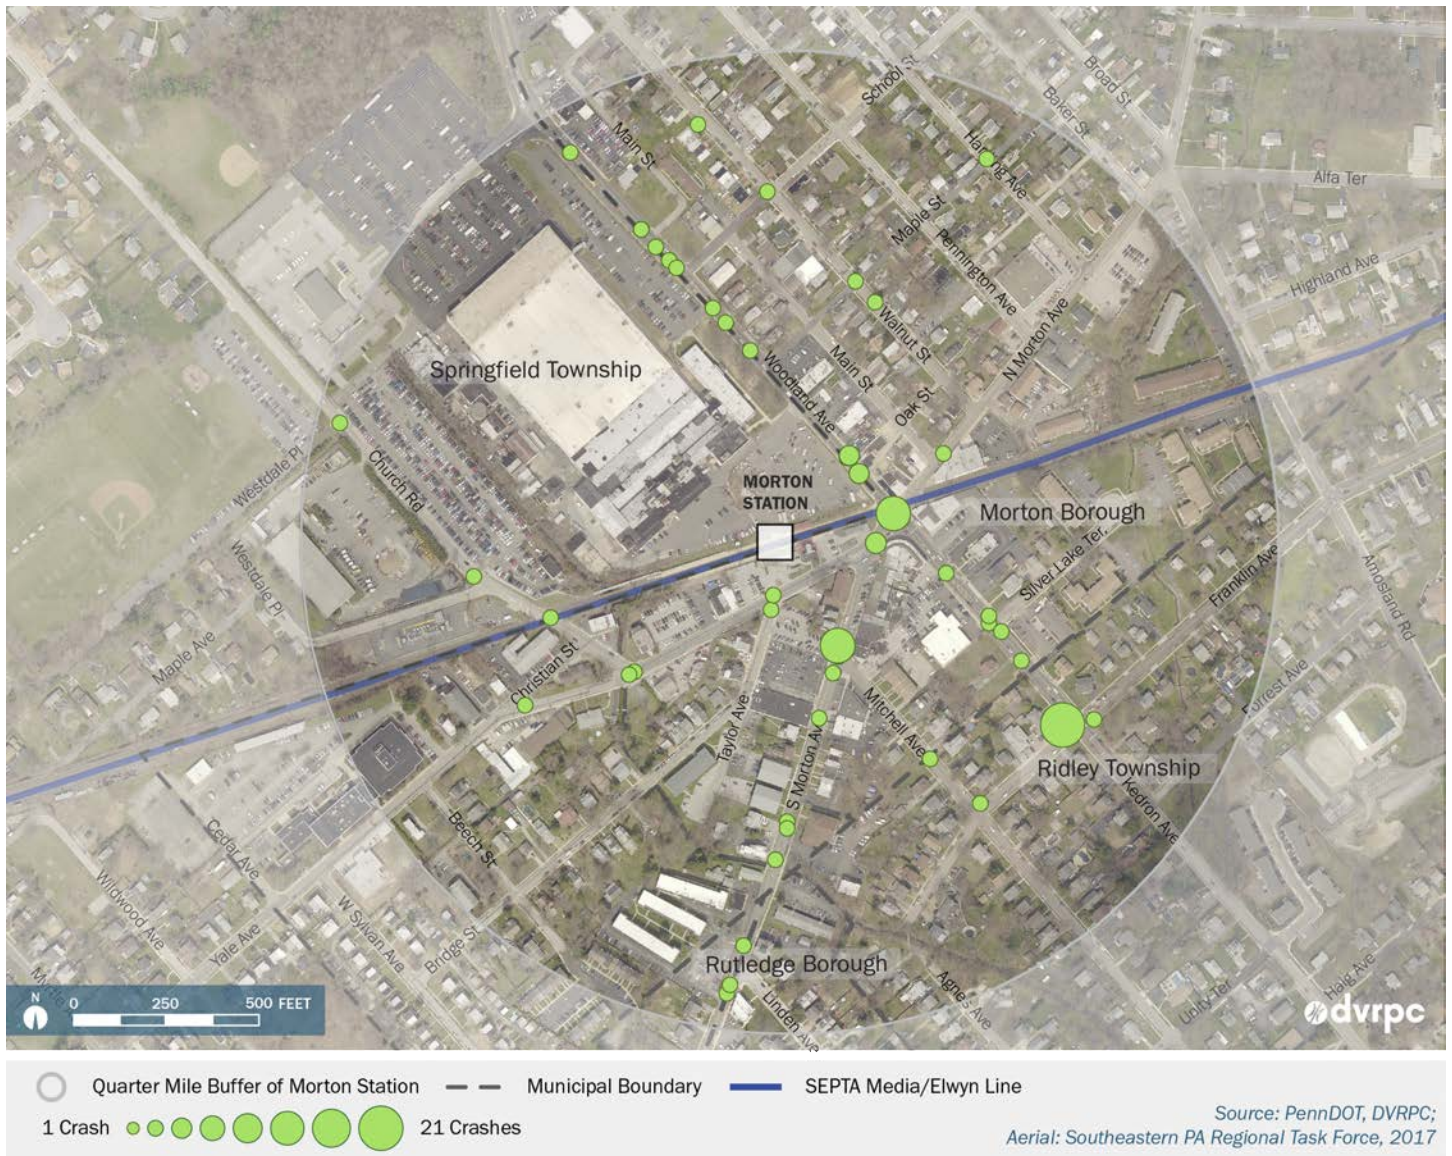 School St
Broad St
Baker St
Main St
Harding Ave
Alfa Ter
Maple St
Pennington Ave
Highland Ave
N Morton Ave
Walnut St
Main St
Springfield Township
Woodland Ave
Oak St
Westdale Pl
Church Rd
MORTON
STATION
Morton Borough
Silver Lake Ter.
Franklin Ave
Westdale Pl
Amosland Rd
Maple Ave
Christian St
Forrest Ave
Taylor Ave
Mitchell Ave
S Morton Av
Ridley Township
Kedron Ave
Beech St
Cedar Ave
Wildwood Ave
W Sylvan Ave
Yale Ave
Bridge St
Rutledge Borough
Agnes Ave
Haig Ave
Unity Ter
Linden Ave
N 0 250 500 FEET
dvrpc
Quarter Mile Buffer of Morton Station Municipal Boundary SEPTA Media/Elwyn Line
1 Crash 21 Crashes
Source: PennDOT, DVRPC;
Aerial: Southeastern PA Regional Task Force, 2017